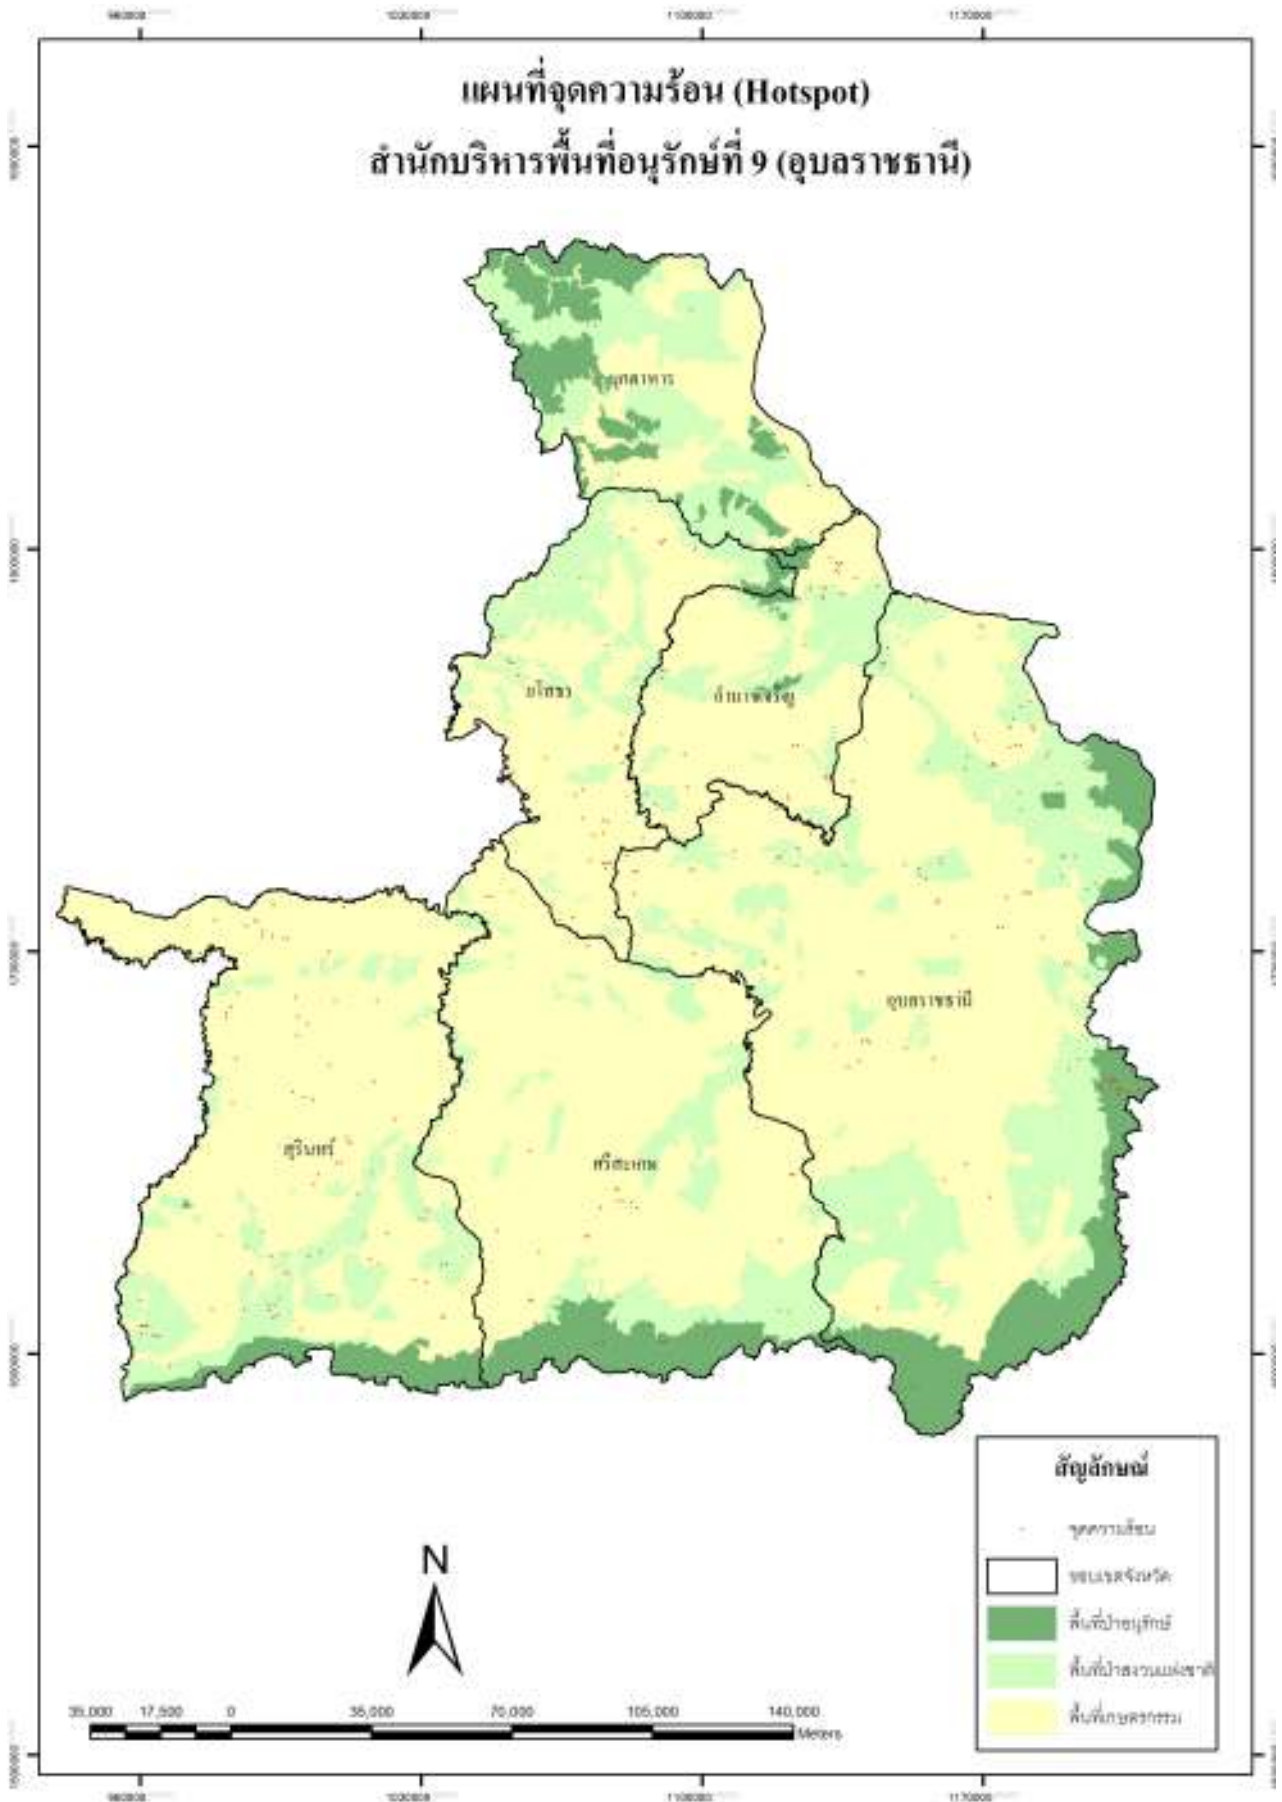 960000 1030000 1100000 1170000
แผนที่จุดความร้อน (Hotspot)
สำนักบริหารพื้นที่อนุรักษ์ที่ 9 (อุบลราชธานี)
มุกดาหาร
ยโสธร
อำนาจเจริญ
อุบลราชธานี
สุรินทร์
ศรีสะเกษ
สัญลักษณ์
จุดความร้อน
ขอบเขตจังหวัด
พื้นที่ป่าอนุรักษ์
พื้นที่ป่าสงวนแห่งชาติ
พื้นที่เกษตรกรรม
N
35,000 17,500 0 35,000 70,000 105,000 140,000
Meters
960000 1030000 1100000 1170000